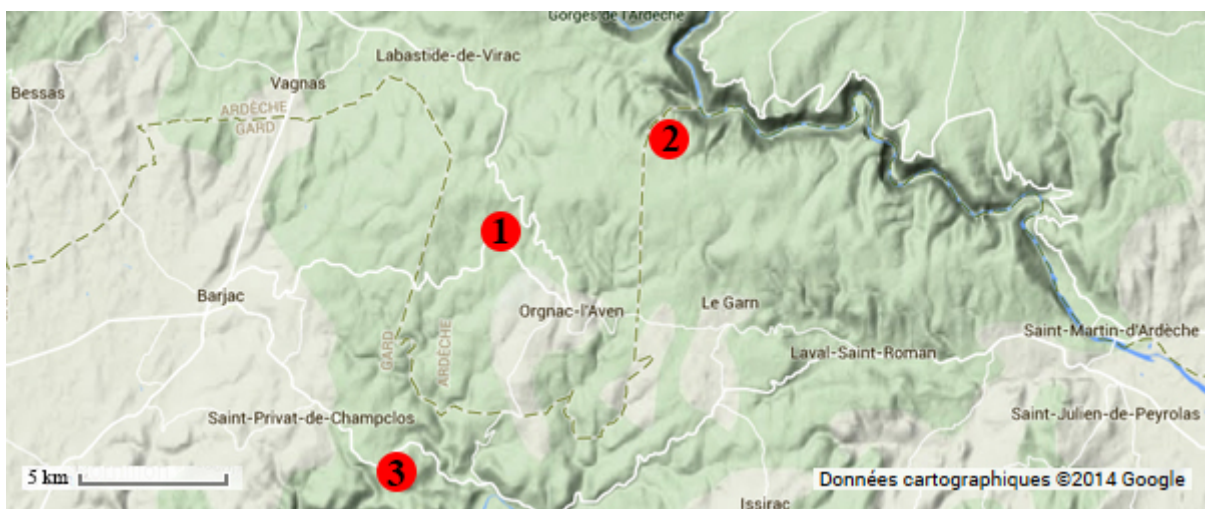 Gorges de l'Ardèche
Labastide-de-Virac
Vagnas
Bessas
ARDÈCHE
GARD
2
1
Barjac
Orgnac-l'Aven
Le Garn
Saint-Martin-d'Ardèche
GARD
ARDÈCHE
Laval-Saint-Roman
Saint-Privat-de-Champclos
Saint-Julien-de-Peyrolas
3
5 km
Données cartographiques ©2014 Google
Issirac